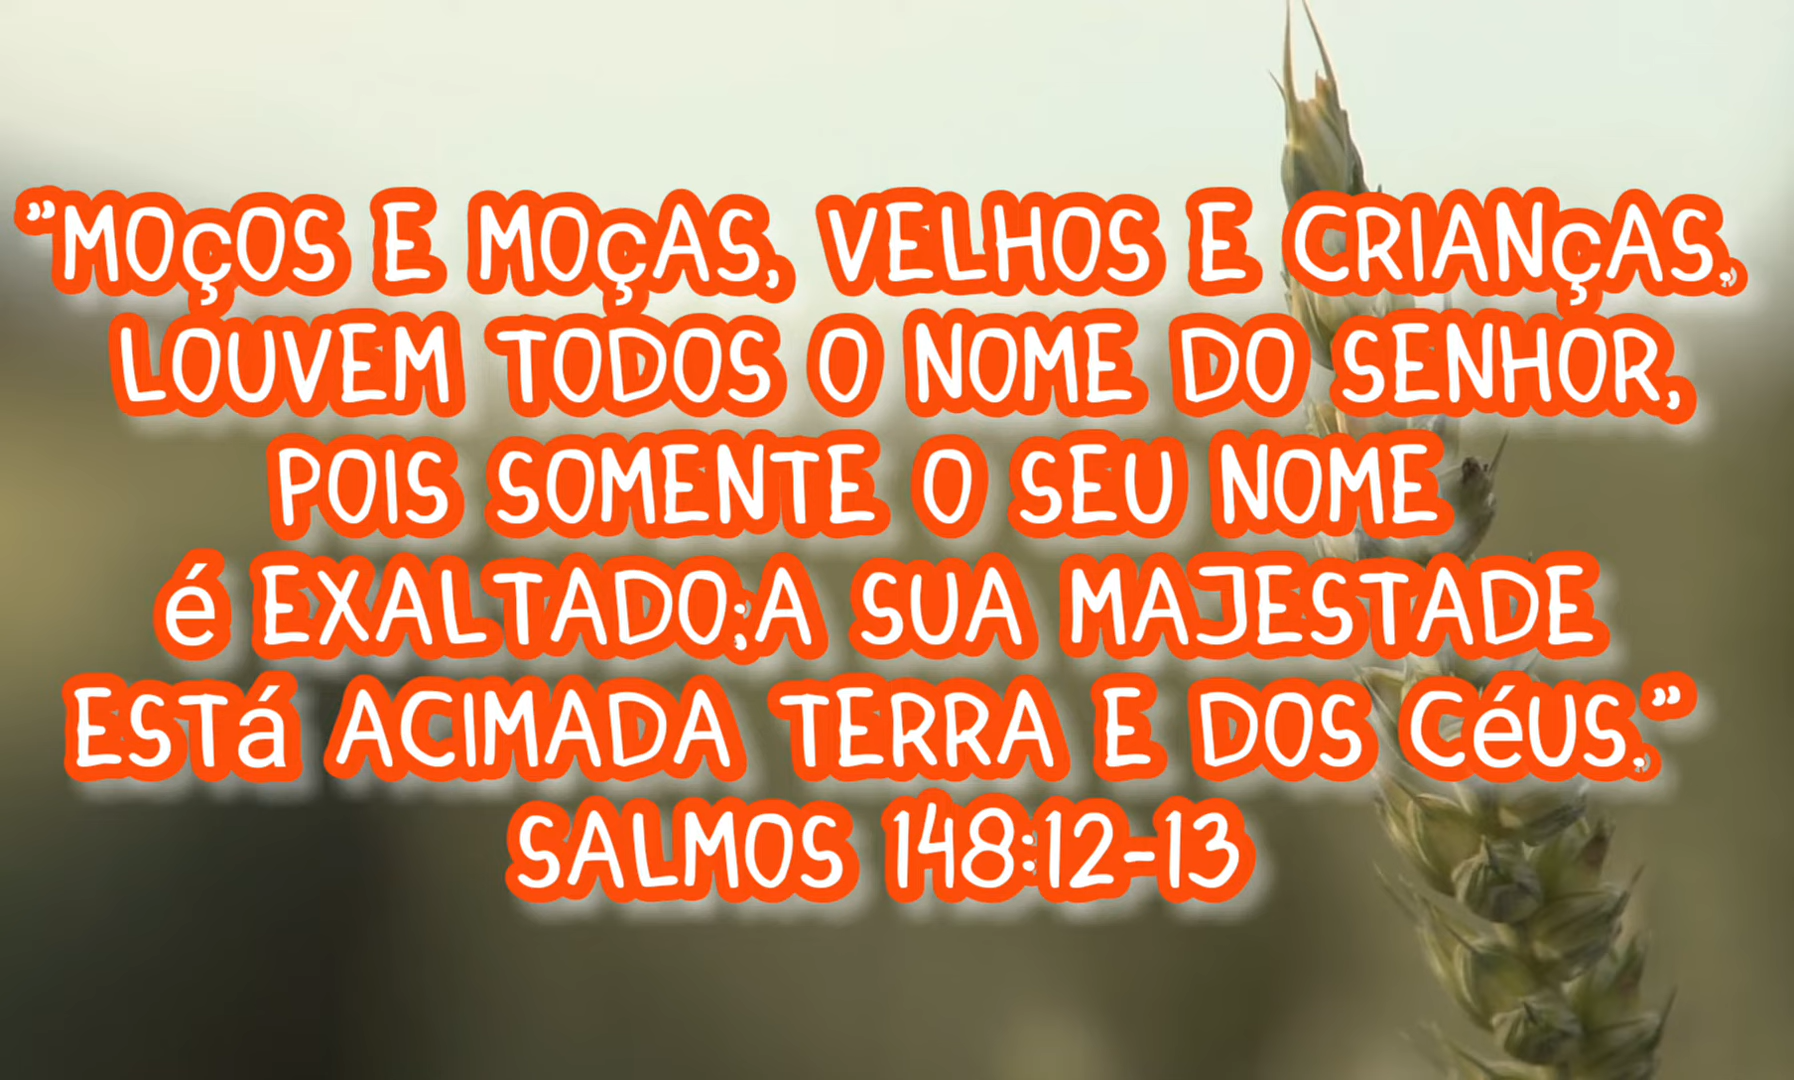 “MOçOS E MOçAS, VELHOS E CRIANçAS,
LOUVEM TODOS O NOME DO SENHOR,
POIS SOMENTE O SEU NOME
é EXALTADO;A SUA MAJESTADE
ESTá ACIMADA TERRA E DOS CéUS.”
SALMOS 148:12-13